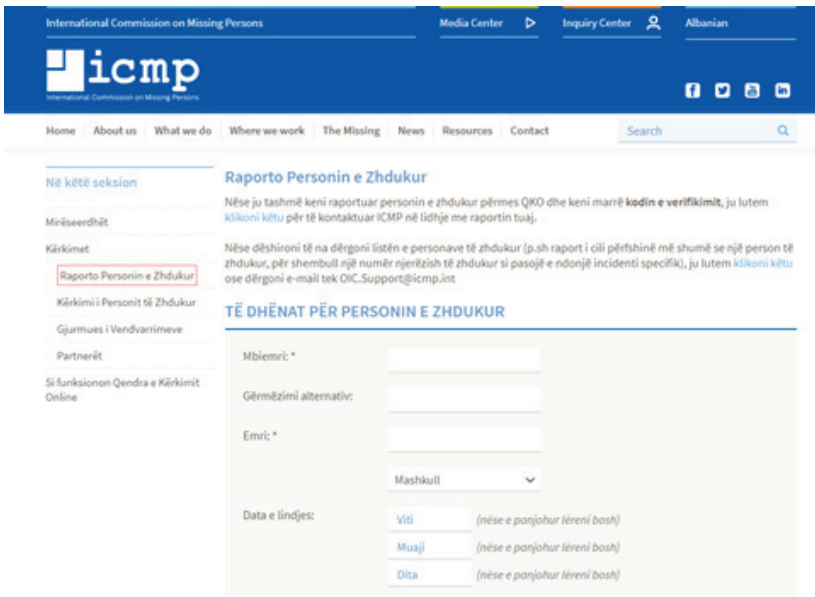 International Commission on Missing Persons
Media Center
Inquiry Center
Albanian
icmp
International Commission on Missing Persons
Home About us What we do Where we work The Missing News Resources Contact
Search
Në këtë seksion
Mirëseerdhët
Kërkimet
Raporto Personin e Zhdukur
Kërkimi i Personit të Zhdukur
Gjurmues i Vendvarrimeve
Partnerët
Si funksionon Qendra e Kërkimit
Online
Raporto Personin e Zhdukur
Nëse ju tashmë keni raportuar personin e zhdukur përmes QKO dhe keni marrë kodin e verifikimit, ju lutem
klikoni këtu për të kontaktuar ICMP në lidhje me raportin tuaj.
Nëse dëshironi të na dërgoni listën e personave të zhdukur (p.sh raport i cili përfshinë më shumë se një person të
zhdukur, për shembull një numër njerëzish të zhdukur si pasojë e ndonjë incidenti specifik), ju lutem klikoni këtu
ose dërgoni e-mail tek OIC.Support@icmp.int
TË DHËNAT PËR PERSONIN E ZHDUKUR
Mbiemri: *
Gërmëzimi alternativ:
Emri: *
Mashkull
Data e lindjes:
Viti (nëse e panjohur lëreni bosh)
Muaji (nëse e panjohur lëreni bosh)
Dita (nëse e panjohur lëreni bosh)